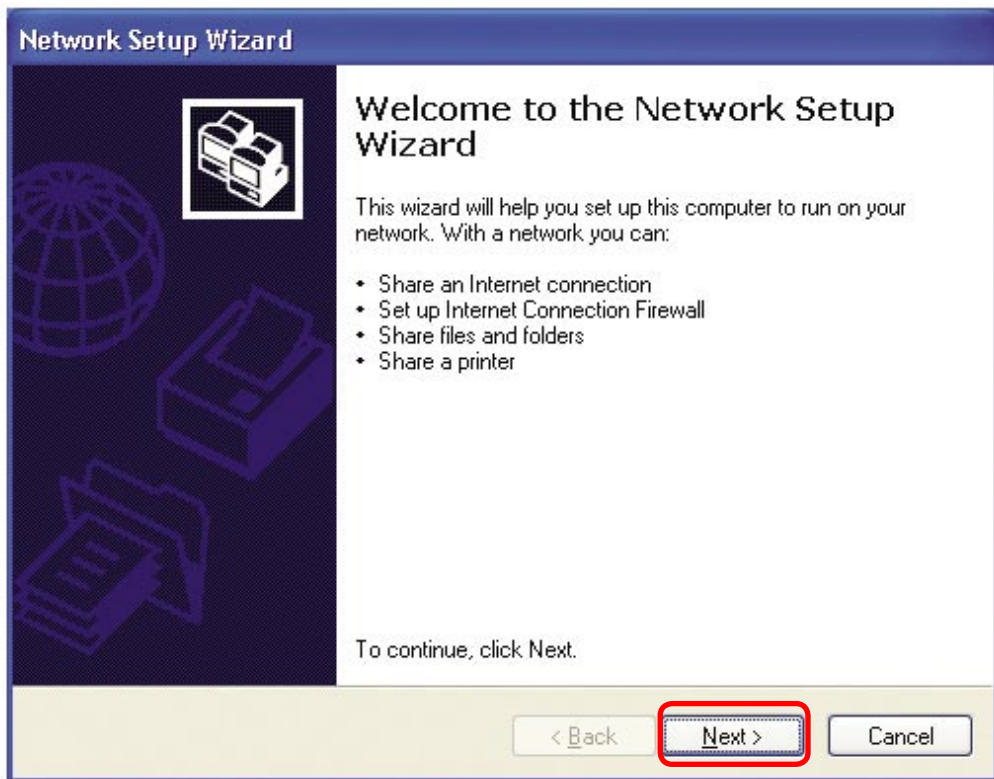 Network Setup Wizard
Welcome to the Network Setup
Wizard
This wizard will help you set up this computer to run on your
network. With a network you can:
• Share an Internet connection
• Set up Internet Connection Firewall
• Share files and folders
• Share a printer
To continue, click Next.
< Back Next > Cancel